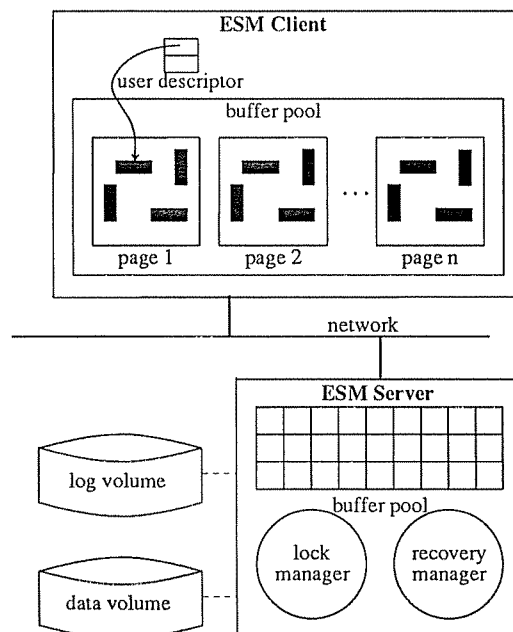 ESM Client
user descriptor
buffer pool
...
page 1
page 2
page n
network
ESM Server
log volume
buffer pool
lock
manager
recovery
manager
data volume